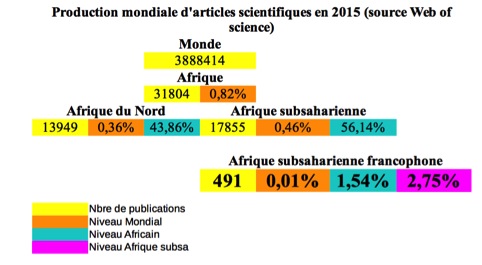 Production mondiale d'articles scientifiques en 2015 (source Web of
science)
Monde
3888414
Afrique
31804 0,82%
Afrique du Nord Afrique subsaharienne
13949 0,36% 43,86% 17855 0,46% 56,14%
Afrique subsaharienne francophone
491 0,01% 1,54% 2,75%
Nbre de publications
Niveau Mondial
Niveau Africain
Niveau Afrique subsa